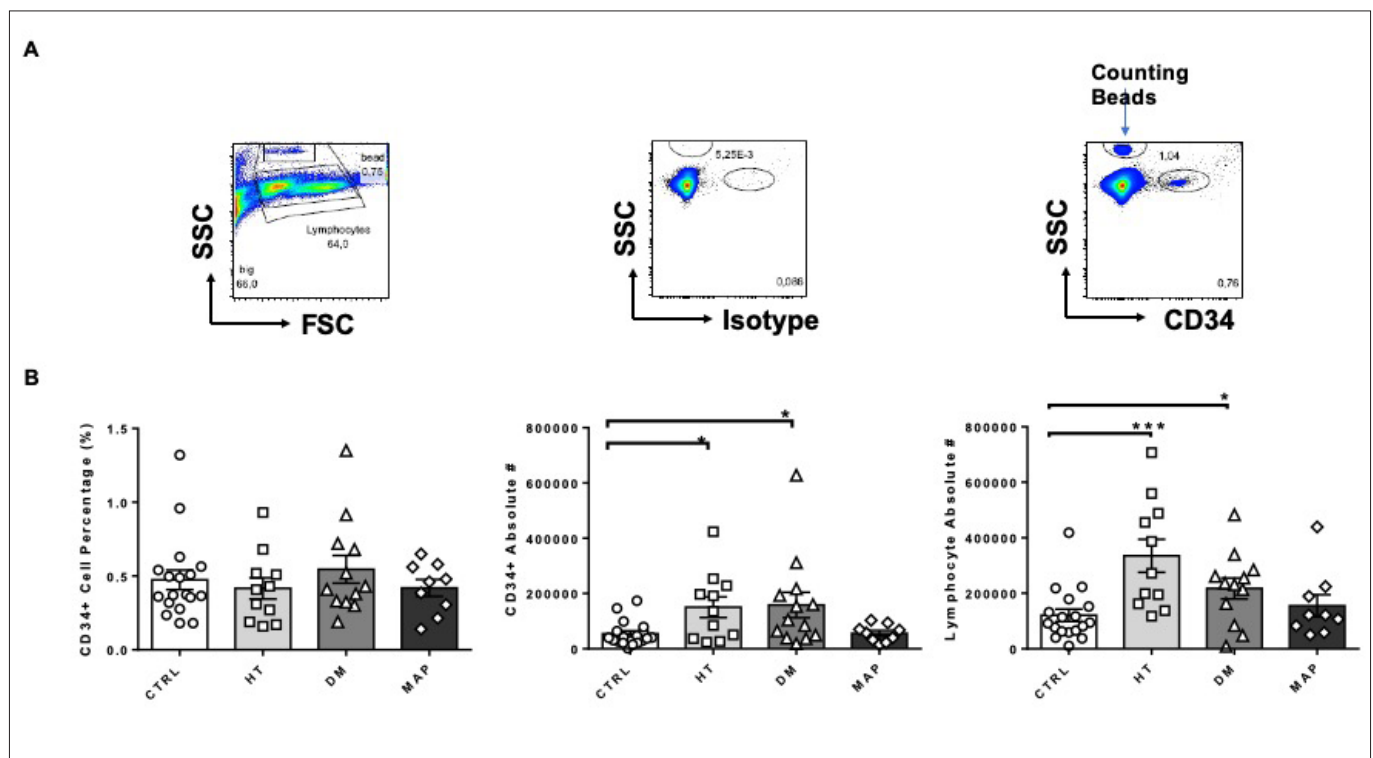 A
Counting
Beads
bead
0,75
Lymphocytes
64,0
big
66,0
SSC
FSC
5,25E-3
0,086
SSC
Isotype
1,04
0,76
SSC
CD34
B
CD34+ Cell Percentage (%)
1.5
1.0
0.5
0.0
CTRL
HT
DM
MAP
CD34+ Absolute #
800000
600000
400000
200000
0
*
*
CTRL
HT
DM
MAP
Lymphocyte Absolute #
800000
600000
400000
200000
0
*
***
CTRL
HT
DM
MAP